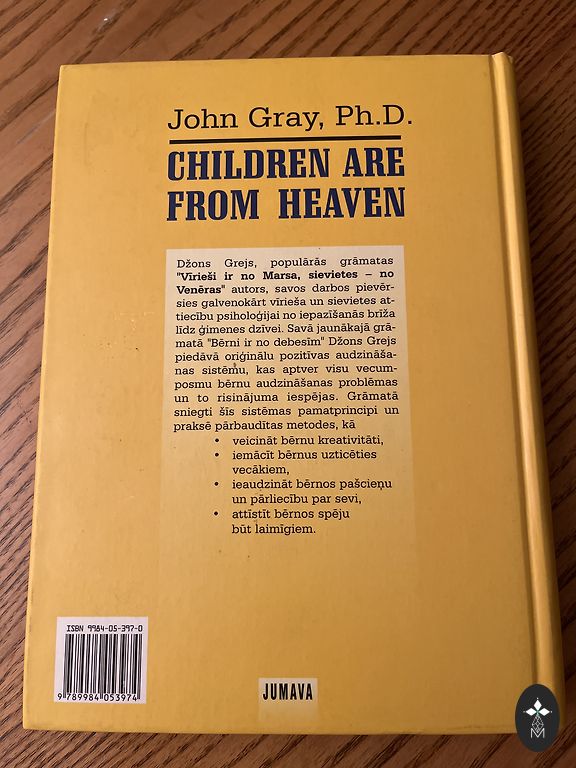 John Gray, Ph.D.
CHILDREN ARE
FROM HEAVEN
Džons Grejs, populārās grāmatas
"Vīrieši ir no Marsa, sievietes – no
Venēras" autors, savos darbos pievēr-
sies galvenokārt vīrieša un sievietes at-
tiecību psiholoģijai no iepazīšanās brīža
līdz ģimenes dzīvei. Savā jaunākajā grā-
matā "Bērni ir no debesīm" Džons Grejs
piedāvā oriģinālu pozitīvas audzināša-
nas sistēmu, kas aptver visu vecum-
posmu bērnu audzināšanas problēmas
un to risinājuma iespējas. Grāmatā
sniegti šīs sistēmas pamatprincipi un
praksē pārbaudītas metodes, kā
• veicināt bērnu kreativitāti,
• iemācīt bērnus uzticēties
vecākiem,
• ieaudzināt bērnos pašcieņu
un pārliecību par sevi,
• attīstīt bērnos spēju
būt laimīgiem.
ISBN 9984-05-397-0
9 789984 053974
JUMAVA
M